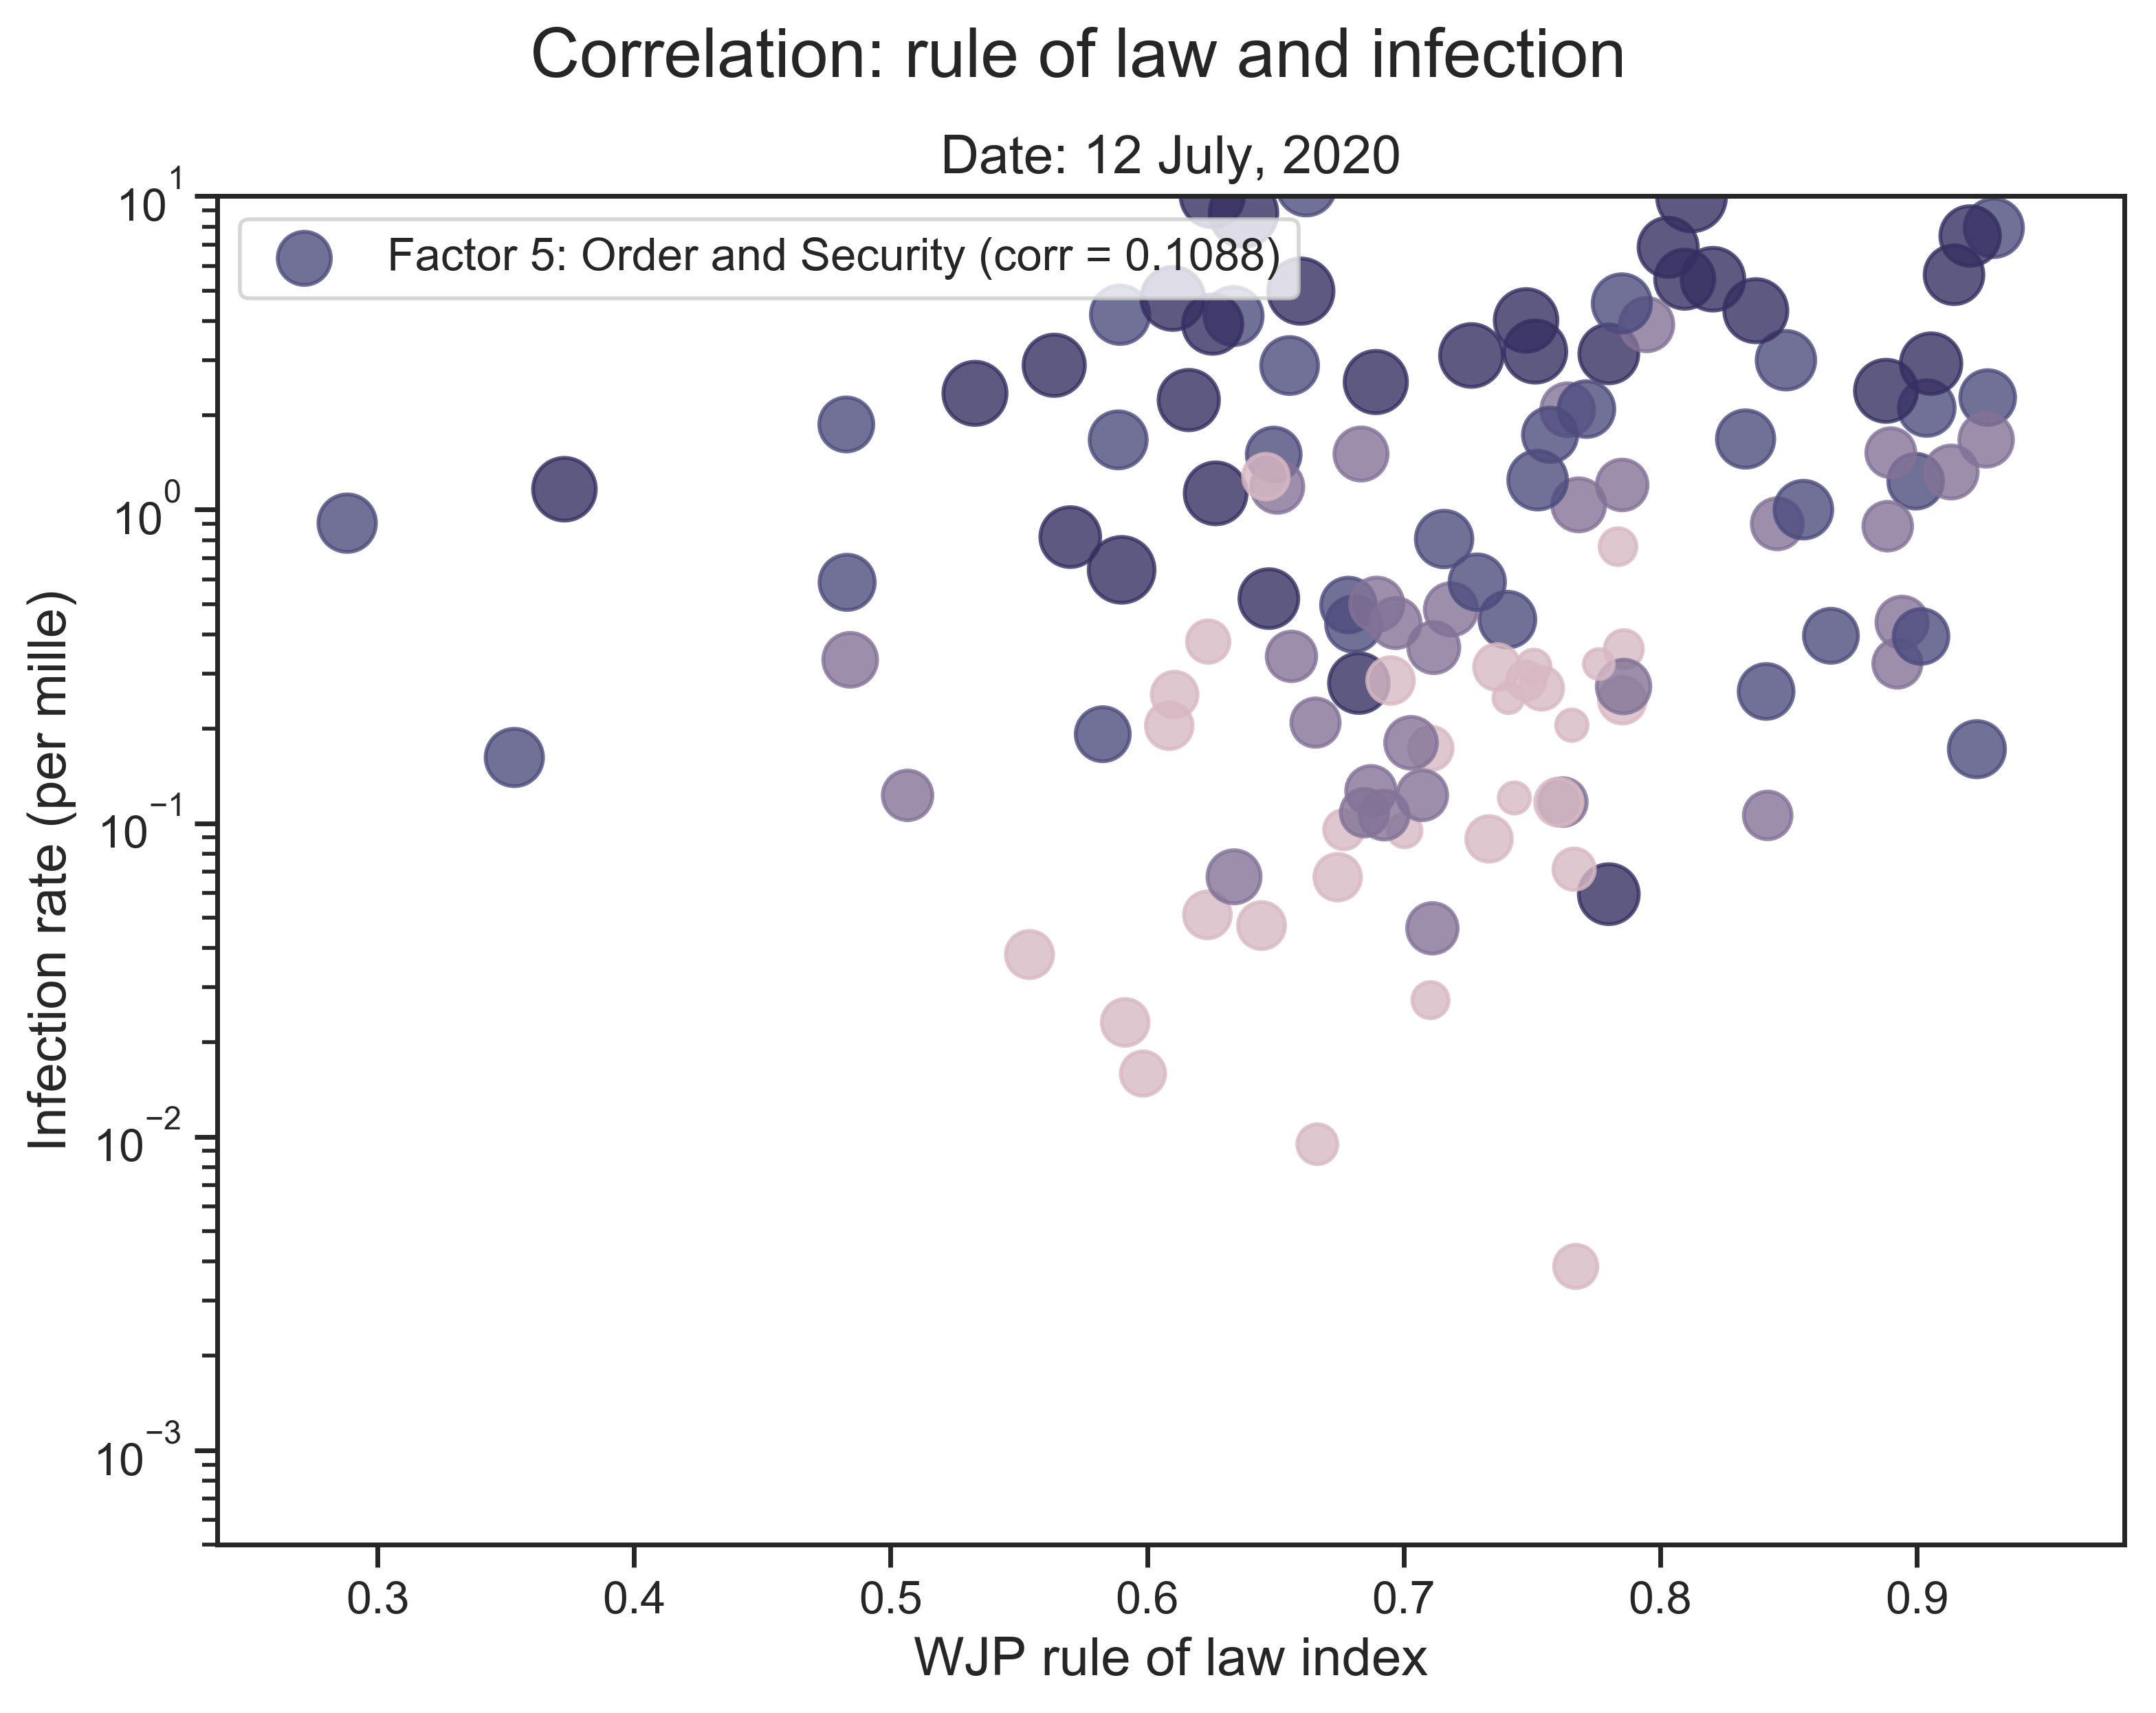 Correlation: rule of law and infection
Date: 12 July, 2020
Factor 5: Order and Security (corr = 0.1088)
Infection rate (per mille)
10^1
10^0
10^−1
10^−2
10^−3
0.3 0.4 0.5 0.6 0.7 0.8 0.9
WJP rule of law index